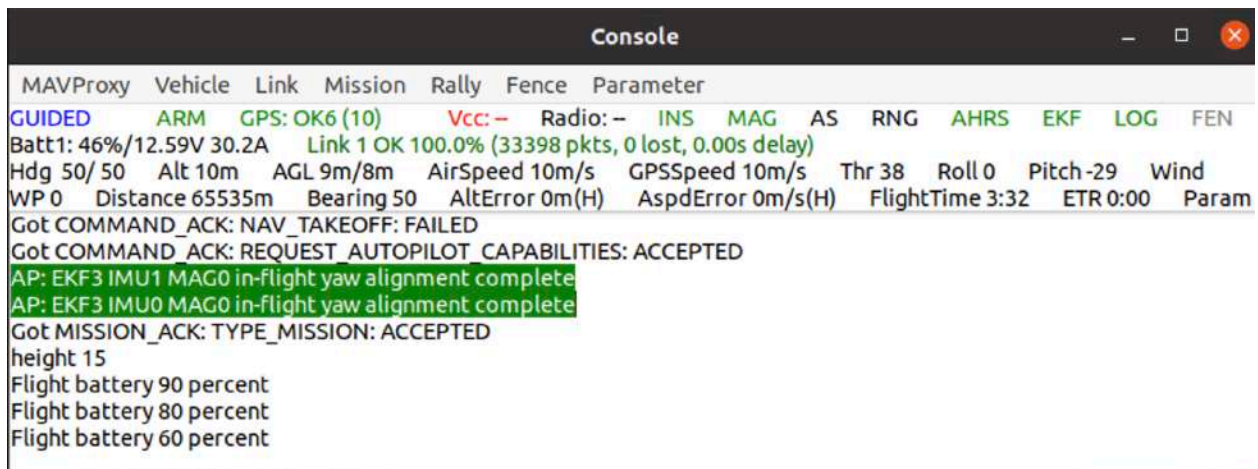 Console
MAVProxy Vehicle Link Mission Rally Fence Parameter
GUIDED ARM GPS: OK6 (10) Vcc: -- Radio: -- INS MAG AS RNG AHRS EKF LOG FEN
Batt1: 46%/12.59V 30.2A Link 1 OK 100.0% (33398 pkts, 0 lost, 0.00s delay)
Hdg 50/ 50 Alt 10m AGL 9m/8m AirSpeed 10m/s GPSSpeed 10m/s Thr 38 Roll 0 Pitch -29 Wind
WP 0 Distance 65535m Bearing 50 AltError 0m(H) AspdError 0m/s(H) FlightTime 3:32 ETR 0:00 Param
Got COMMAND_ACK: NAV_TAKEOFF: FAILED
Got COMMAND_ACK: REQUEST_AUTOPILOT_CAPABILITIES: ACCEPTED
AP: EKF3 IMU1 MAG0 in-flight yaw alignment complete
AP: EKF3 IMU0 MAG0 in-flight yaw alignment complete
Got MISSION_ACK: TYPE_MISSION: ACCEPTED
height 15
Flight battery 90 percent
Flight battery 80 percent
Flight battery 60 percent